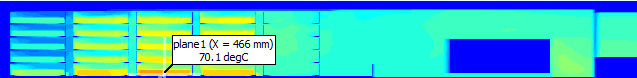 plane1 (X = 466 mm)
70.1 degC